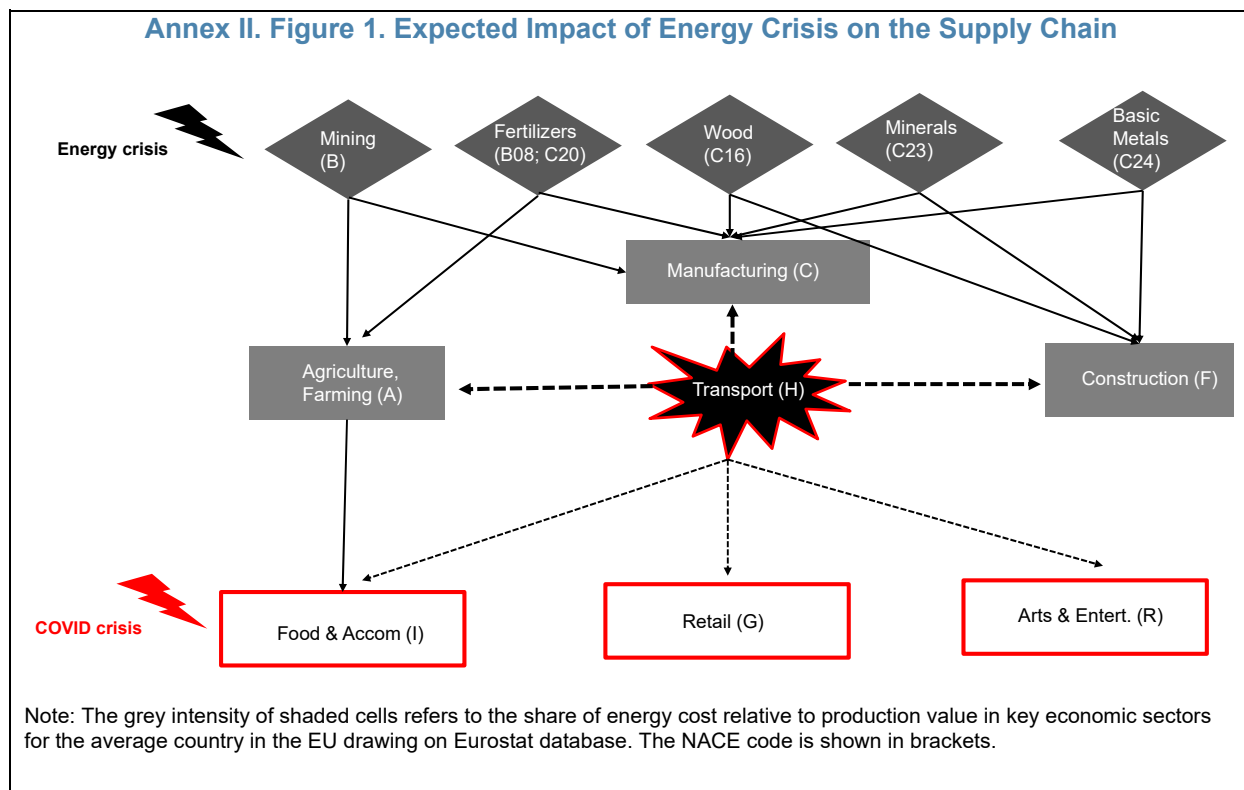 Annex II. Figure 1. Expected Impact of Energy Crisis on the Supply Chain
Energy crisis
Mining
(B)
Fertilizers
(B08; C20)
Wood
(C16)
Minerals
(C23)
Basic
Metals
(C24)
Manufacturing (C)
Agriculture,
Farming (A)
Transport (H)
Construction (F)
COVID crisis
Food & Accom (I)
Retail (G)
Arts & Entert. (R)
Note: The grey intensity of shaded cells refers to the share of energy cost relative to production value in key economic sectors
for the average country in the EU drawing on Eurostat database. The NACE code is shown in brackets.